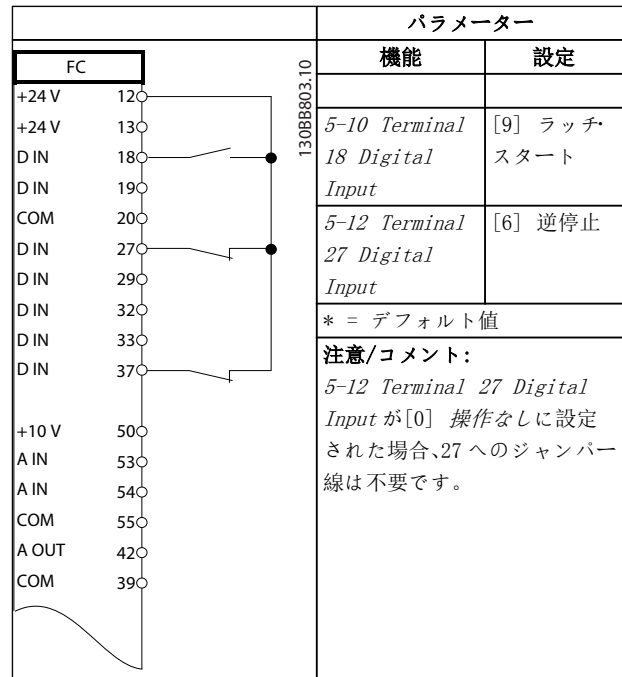 FC
+24 V 12
+24 V 13
D IN 18
D IN 19
COM 20
D IN 27
D IN 29
D IN 32
D IN 33
D IN 37
+10 V 50
A IN 53
A IN 54
COM 55
A OUT 42
COM 39
130BB803.10
パラメーター
機能 設定
5-10 Terminal
18 Digital
Input
[9] ラッチ・
スタート
5-12 Terminal
27 Digital
Input
[6] 逆停止
* = デフォルト値
注意/コメント:
5-12 Terminal 27 Digital
Input が[0] 操作なしに設定
された場合、27 へのジャンパー
線は不要です。